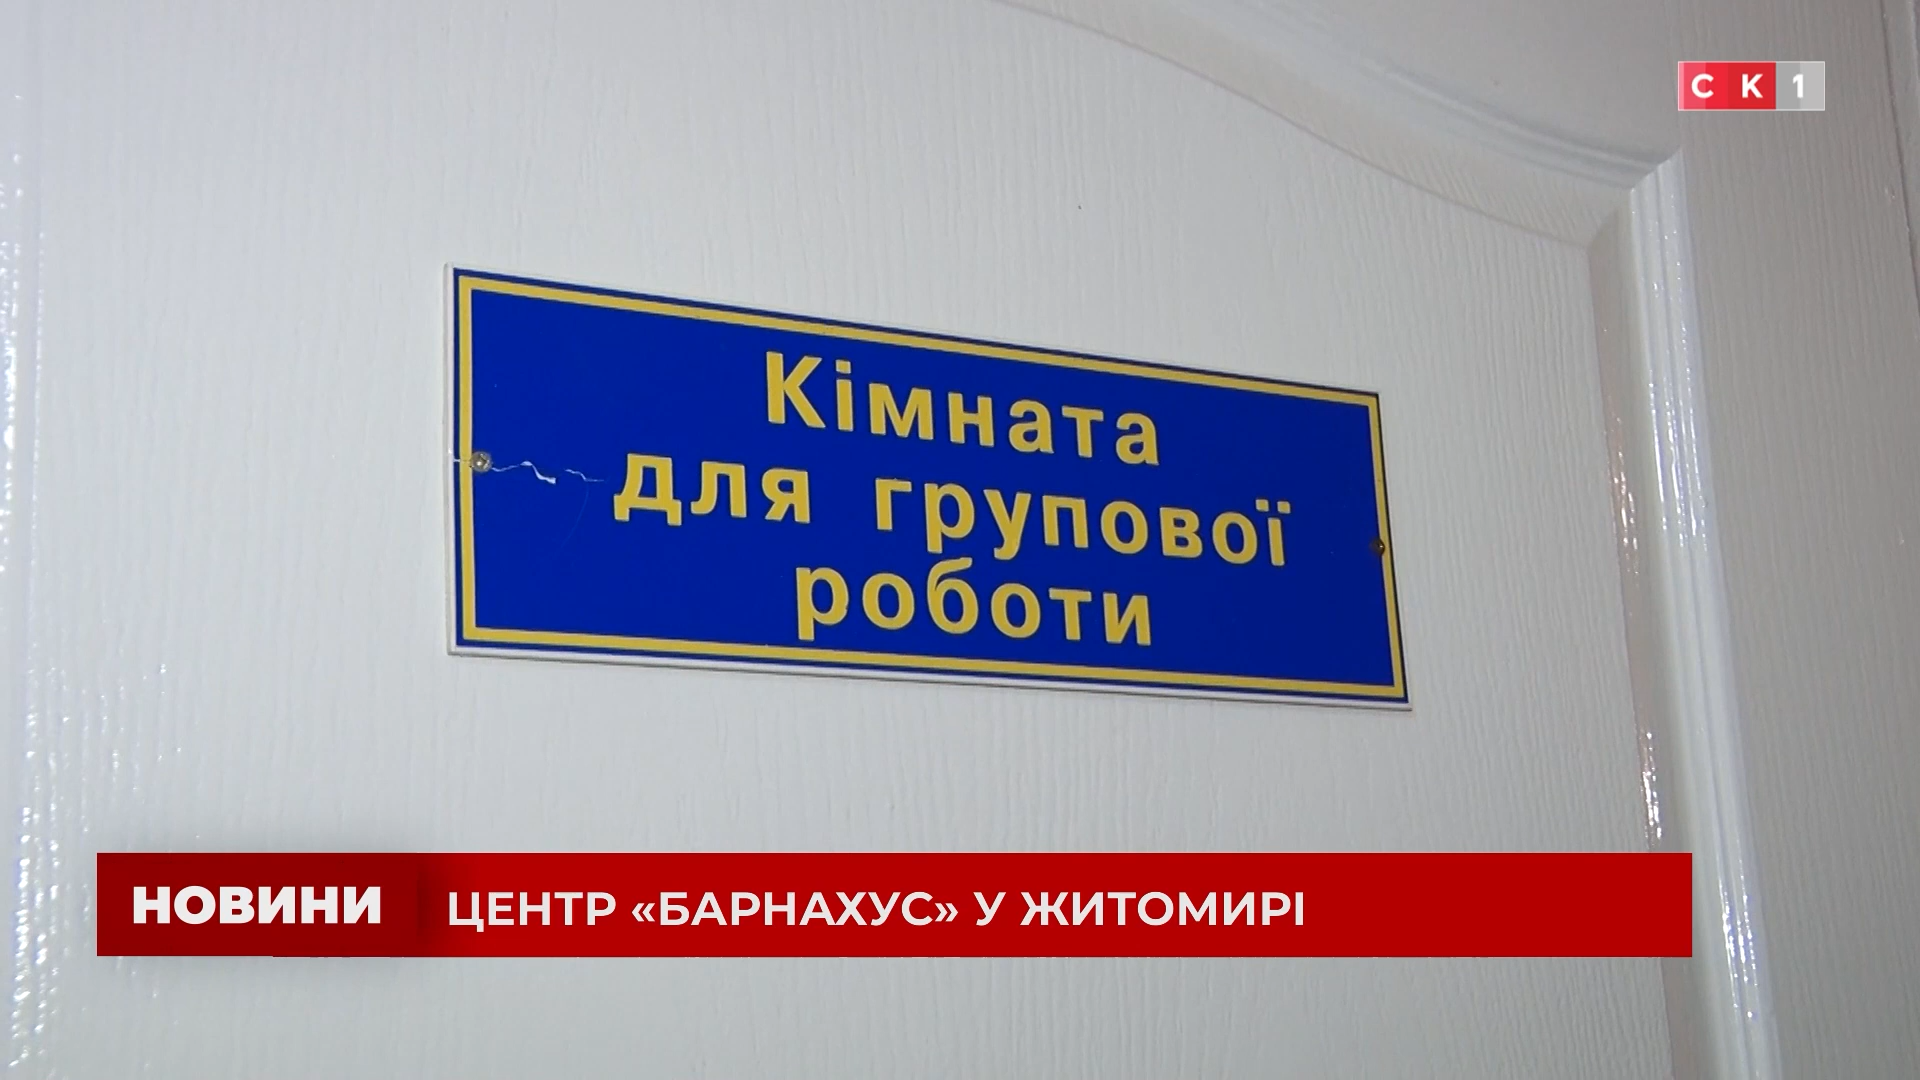 СК1
Кімната
для групової
роботи
НОВИНИ
ЦЕНТР «БАРНАХУС» У ЖИТОМИРІ